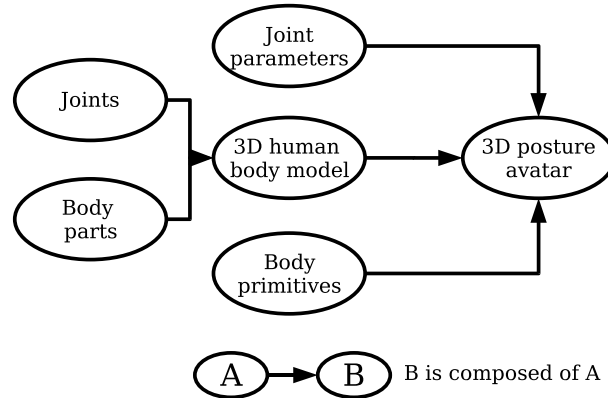 Joint
parameters
Joints
3D human
body model
3D posture
avatar
Body
parts
Body
primitives
A
B
B is composed of A